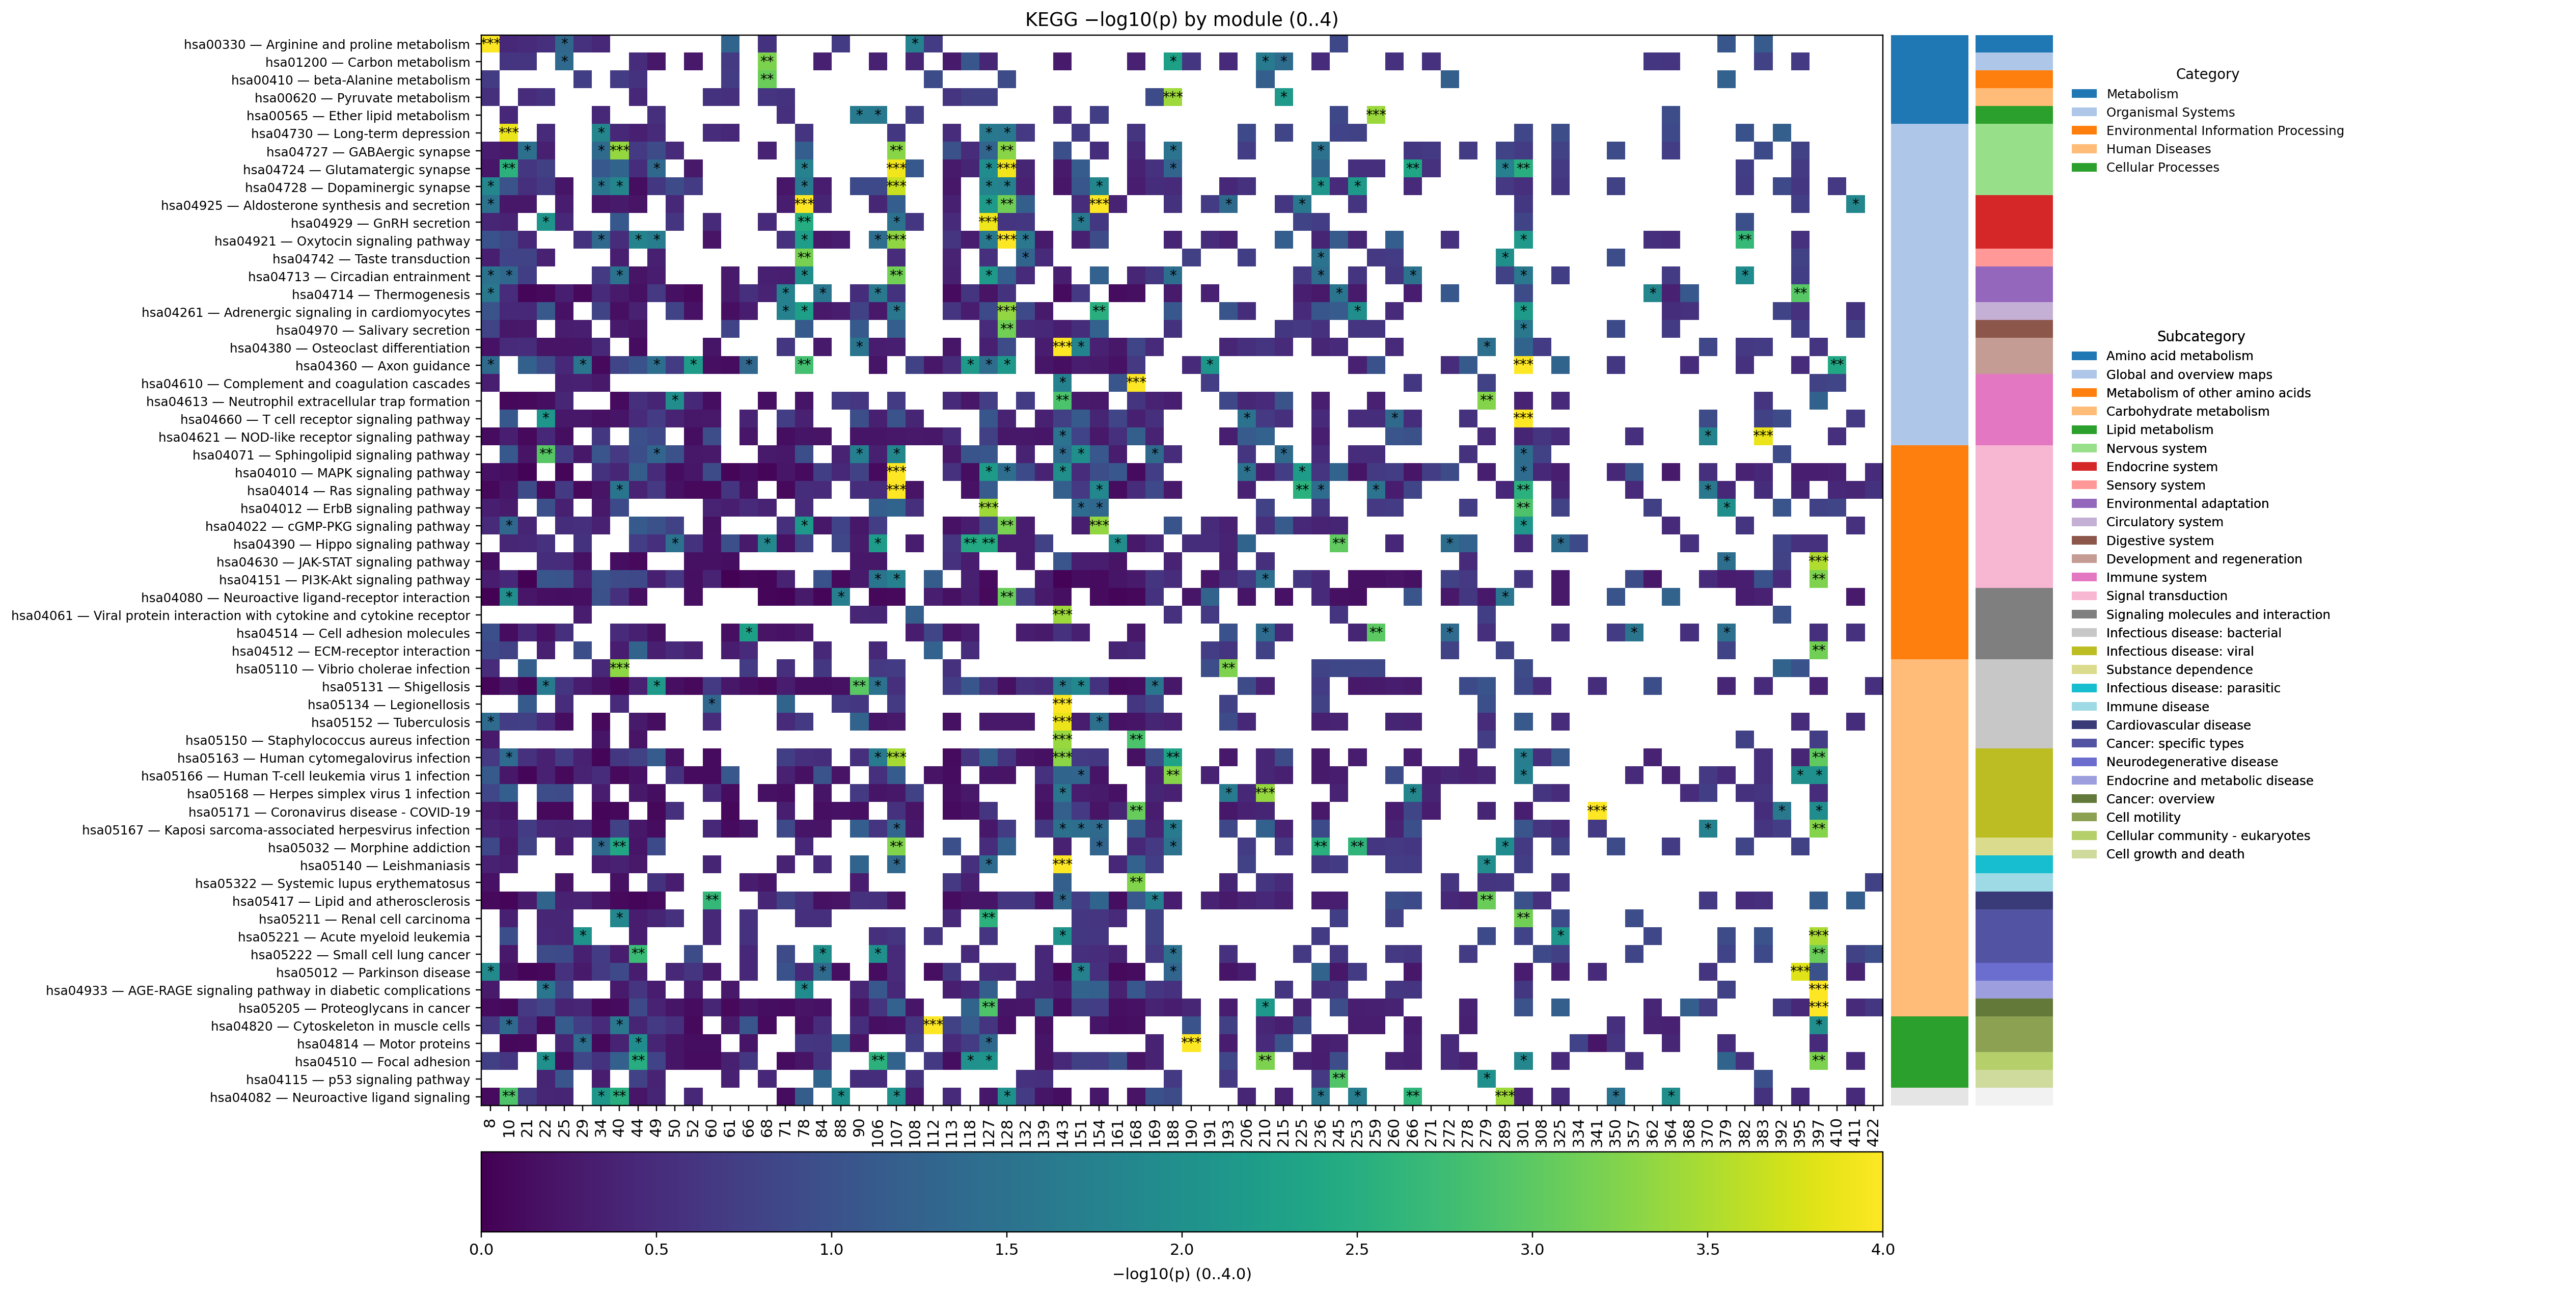 KEGG −log10(p) by module (0..4)
hsa00330 — Arginine and proline metabolism
hsa01200 — Carbon metabolism
hsa00410 — beta-Alanine metabolism
hsa00620 — Pyruvate metabolism
hsa00565 — Ether lipid metabolism
hsa04730 — Long-term depression
hsa04727 — GABAergic synapse
hsa04724 — Glutamatergic synapse
hsa04728 — Dopaminergic synapse
hsa04925 — Aldosterone synthesis and secretion
hsa04929 — GnRH secretion
hsa04921 — Oxytocin signaling pathway
hsa04742 — Taste transduction
hsa04713 — Circadian entrainment
hsa04714 — Thermogenesis
hsa04261 — Adrenergic signaling in cardiomyocytes
hsa04970 — Salivary secretion
hsa04380 — Osteoclast differentiation
hsa04360 — Axon guidance
hsa04610 — Complement and coagulation cascades
hsa04613 — Neutrophil extracellular trap formation
hsa04660 — T cell receptor signaling pathway
hsa04621 — NOD-like receptor signaling pathway
hsa04071 — Sphingolipid signaling pathway
hsa04010 — MAPK signaling pathway
hsa04014 — Ras signaling pathway
hsa04012 — ErbB signaling pathway
hsa04022 — cGMP-PKG signaling pathway
hsa04390 — Hippo signaling pathway
hsa04630 — JAK-STAT signaling pathway
hsa04151 — PI3K-Akt signaling pathway
hsa04080 — Neuroactive ligand-receptor interaction
hsa04061 — Viral protein interaction with cytokine and cytokine receptor
hsa04514 — Cell adhesion molecules
hsa04512 — ECM-receptor interaction
hsa05110 — Vibrio cholerae infection
hsa05131 — Shigellosis
hsa05134 — Legionellosis
hsa05152 — Tuberculosis
hsa05150 — Staphylococcus aureus infection
hsa05163 — Human cytomegalovirus infection
hsa05166 — Human T-cell leukemia virus 1 infection
hsa05168 — Herpes simplex virus 1 infection
hsa05171 — Coronavirus disease - COVID-19
hsa05167 — Kaposi sarcoma-associated herpesvirus infection
hsa05032 — Morphine addiction
hsa05140 — Leishmaniasis
hsa05322 — Systemic lupus erythematosus
hsa05417 — Lipid and atherosclerosis
hsa05211 — Renal cell carcinoma
hsa05221 — Acute myeloid leukemia
hsa05222 — Small cell lung cancer
hsa05012 — Parkinson disease
hsa04933 — AGE-RAGE signaling pathway in diabetic complications
hsa05205 — Proteoglycans in cancer
hsa04820 — Cytoskeleton in muscle cells
hsa04814 — Motor proteins
hsa04510 — Focal adhesion
hsa04115 — p53 signaling pathway
hsa04082 — Neuroactive ligand signaling
8 10 21 22 25 29 34 40 44 49 50 52 60 61 66 68 71 78 84 88 90 106 107 108 112 113 118 127 128 132 139 143 151 154 161 168 169 188 190 191 193 206 210 215 225 236 245 253 259 260 266 271 272 278 279 289 301 308 325 334 341 350 357 362 364 368 370 379 382 383 392 395 397 410 411 422
0.0 0.5 1.0 1.5 2.0 2.5 3.0 3.5 4.0
−log10(p) (0..4.0)
Category
Metabolism
Organismal Systems
Environmental Information Processing
Human Diseases
Cellular Processes
Subcategory
Amino acid metabolism
Global and overview maps
Metabolism of other amino acids
Carbohydrate metabolism
Lipid metabolism
Nervous system
Endocrine system
Sensory system
Environmental adaptation
Circulatory system
Digestive system
Development and regeneration
Immune system
Signal transduction
Signaling molecules and interaction
Infectious disease: bacterial
Infectious disease: viral
Substance dependence
Infectious disease: parasitic
Immune disease
Cardiovascular disease
Cancer: specific types
Neurodegenerative disease
Endocrine and metabolic disease
Cancer: overview
Cell motility
Cellular community - eukaryotes
Cell growth and death